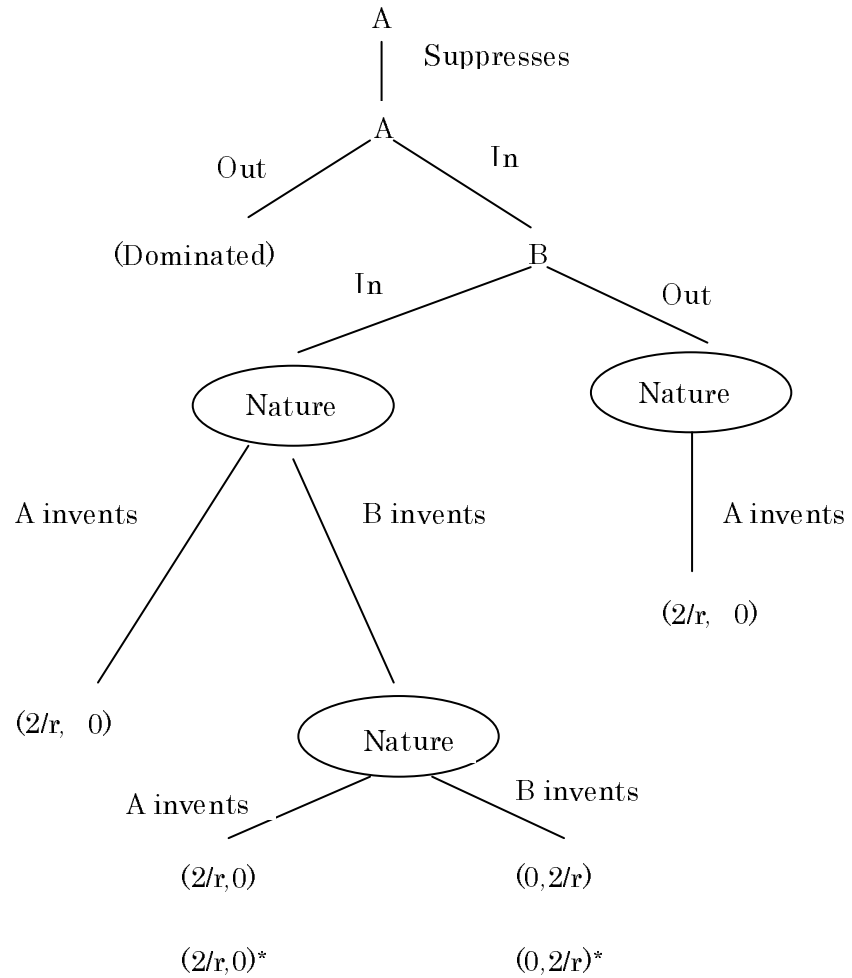 A
Suppresses
A
Out
In
(Dominated)
B
In
Out
Nature
Nature
A invents
B invents
A invents
(2/r, 0)
(2/r, 0)
Nature
A invents
B invents
(2/r,0)
(0,2/r)
(2/r,0)*
(0,2/r)*